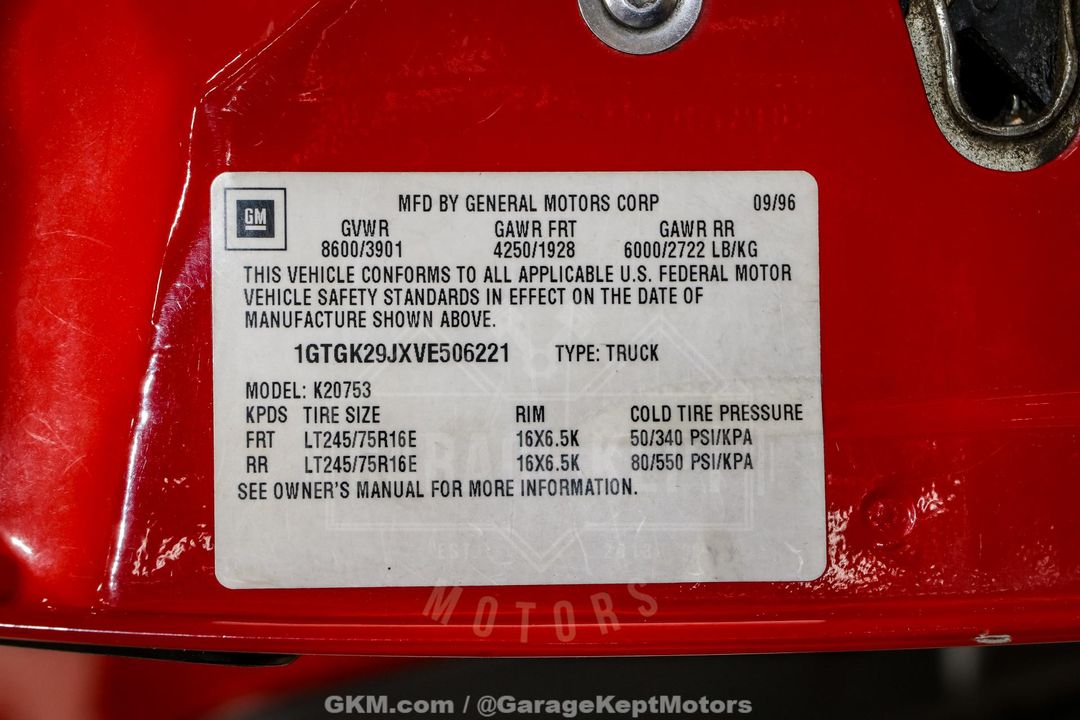 GM
MFD BY GENERAL MOTORS CORP 09/96
GVWR GAWR FRT GAWR RR
8600/3901 4250/1928 6000/2722 LB/KG
THIS VEHICLE CONFORMS TO ALL APPLICABLE U.S. FEDERAL MOTOR
VEHICLE SAFETY STANDARDS IN EFFECT ON THE DATE OF
MANUFACTURE SHOWN ABOVE.
1GTGK29JXVE506221 TYPE: TRUCK
MODEL: K20753
KPDS TIRE SIZE RIM COLD TIRE PRESSURE
FRT LT245/75R16E 16X6.5K 50/340 PSI/KPA
RR LT245/75R16E 16X6.5K 80/550 PSI/KPA
SEE OWNER'S MANUAL FOR MORE INFORMATION.
MOTORS
GKM.com / @GarageKeptMotors